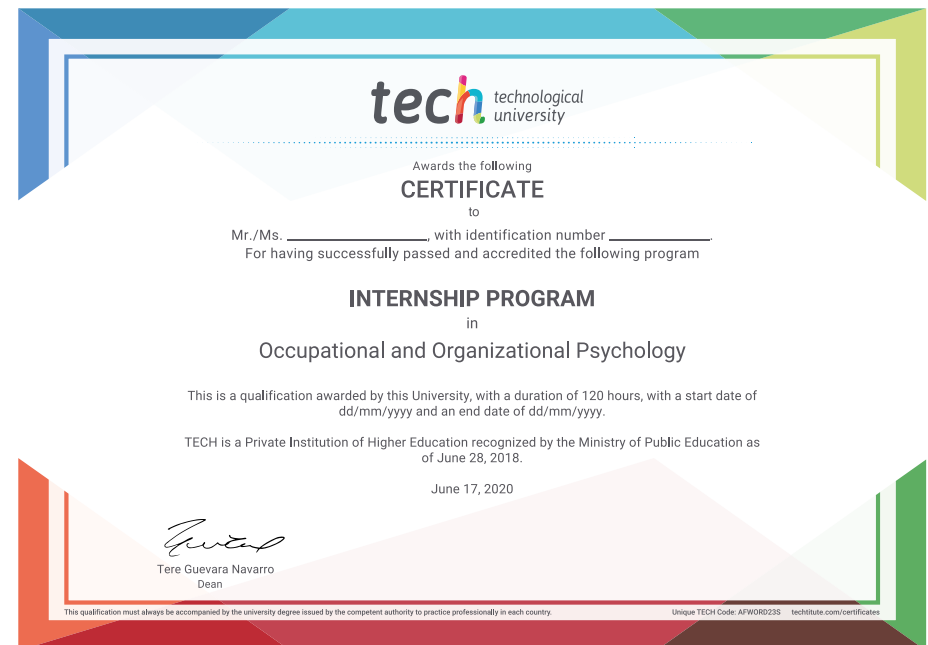 tech technological
university
Awards the following
CERTIFICATE
to
Mr./Ms. ____________, with identification number ____________.
For having successfully passed and accredited the following program
INTERNSHIP PROGRAM
in
Occupational and Organizational Psychology
This is a qualification awarded by this University, with a duration of 120 hours, with a start date of
dd/mm/yyyy and an end date of dd/mm/yyyy.
TECH is a Private Institution of Higher Education recognized by the Ministry of Public Education as
of June 28, 2018.
June 17, 2020
Tere Guevara Navarro
Dean
This qualification must always be accompanied by the university degree issued by the competent authority to practice professionally in each country.
Unique TECH Code: AFWORD23S techtitute.com/certificates